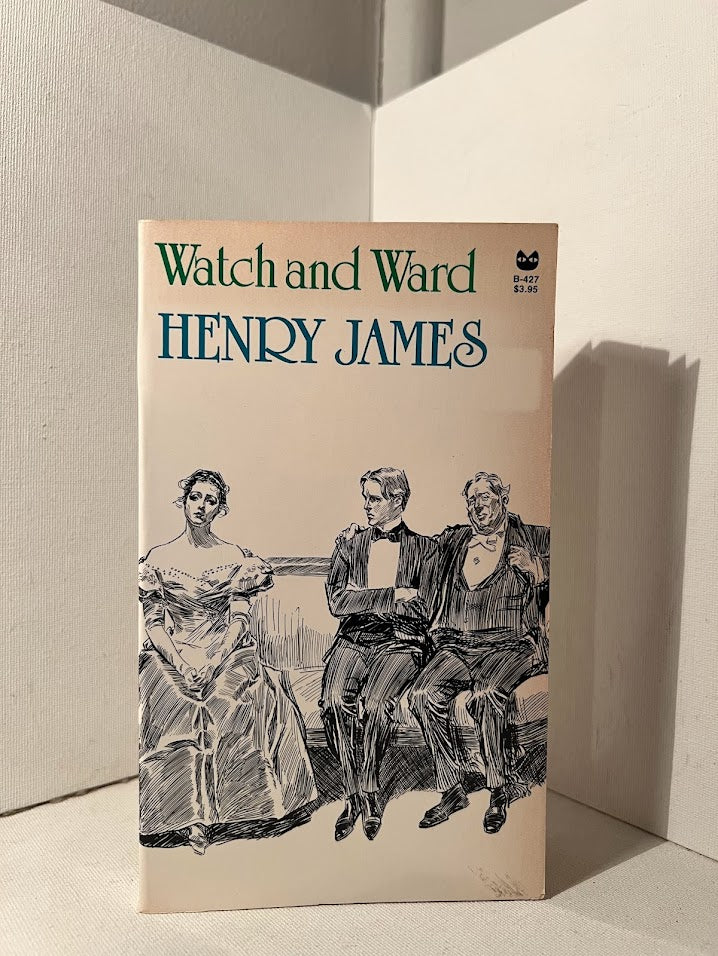 Watch and Ward
HENRY JAMES
B-427
$3.95